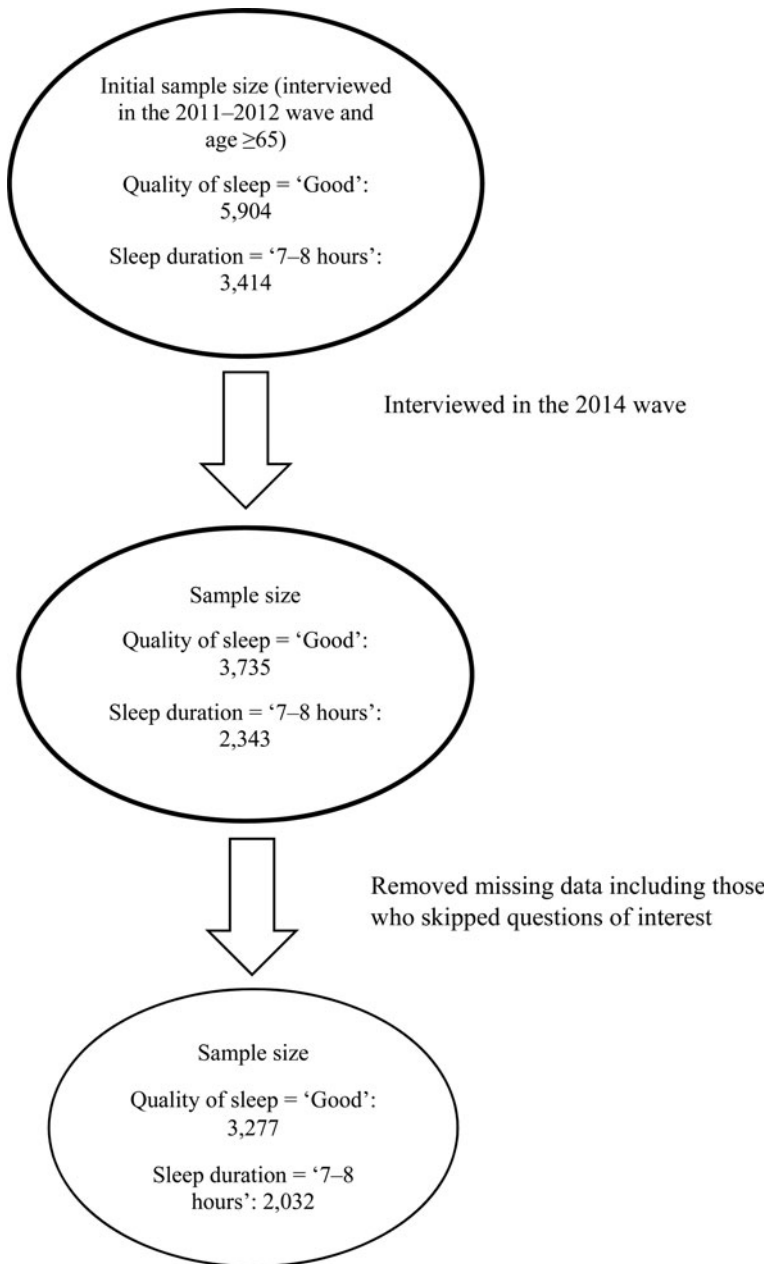 Initial sample size (interviewed
in the 2011–2012 wave and
age ≥65)
Quality of sleep = ‘Good’:
5,904
Sleep duration = ‘7–8 hours’:
3,414
Interviewed in the 2014 wave
Sample size
Quality of sleep = ‘Good’:
3,735
Sleep duration = ‘7–8 hours’:
2,343
Removed missing data including those
who skipped questions of interest
Sample size
Quality of sleep = ‘Good’:
3,277
Sleep duration = ‘7–8
hours’: 2,032